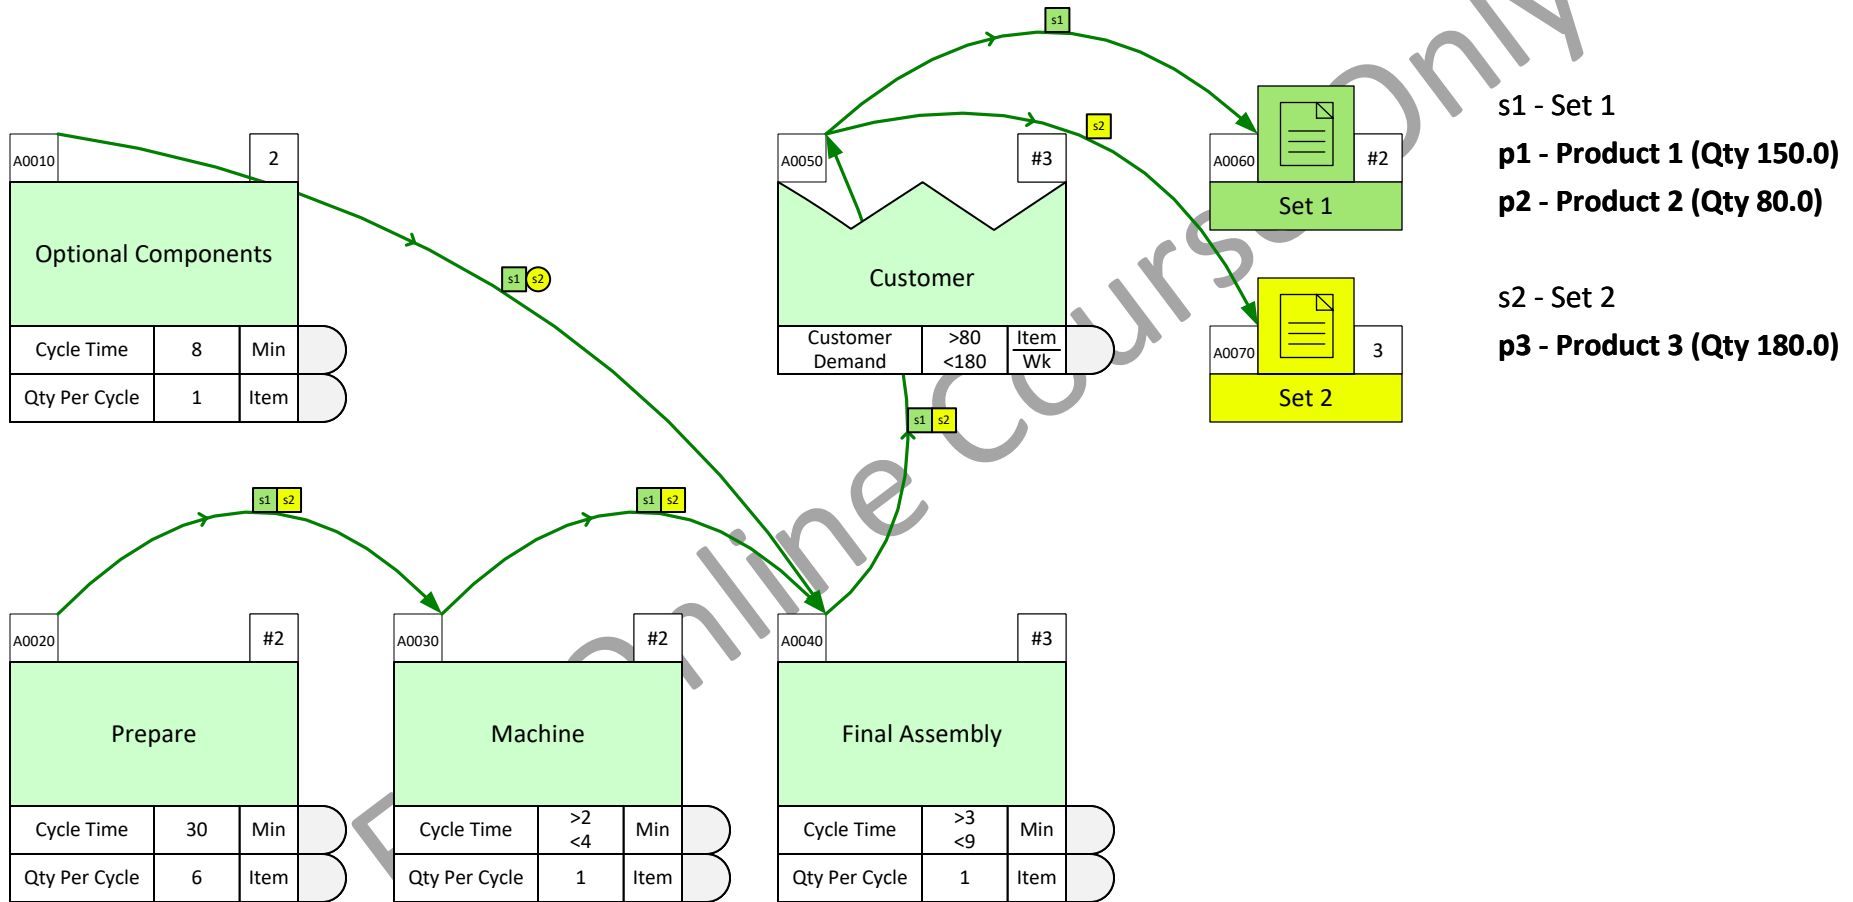 s1
A0010
2
Optional Components
Cycle Time 8 Min
Qty Per Cycle 1 Item
s1 s2
A0050
#3
Customer
Customer Demand >80 <180 Item Wk
s2
A0060
#2
Set 1
A0070
3
Set 2
s1 - Set 1
p1 - Product 1 (Qty 150.0)
p2 - Product 2 (Qty 80.0)
s2 - Set 2
p3 - Product 3 (Qty 180.0)
s1 s2
s1 s2
s1 s2
A0020
#2
Prepare
Cycle Time 30 Min
Qty Per Cycle 6 Item
A0030
#2
Machine
Cycle Time >2 <4 Min
Qty Per Cycle 1 Item
A0040
#3
Final Assembly
Cycle Time >3 <9 Min
Qty Per Cycle 1 Item
Online Course Only